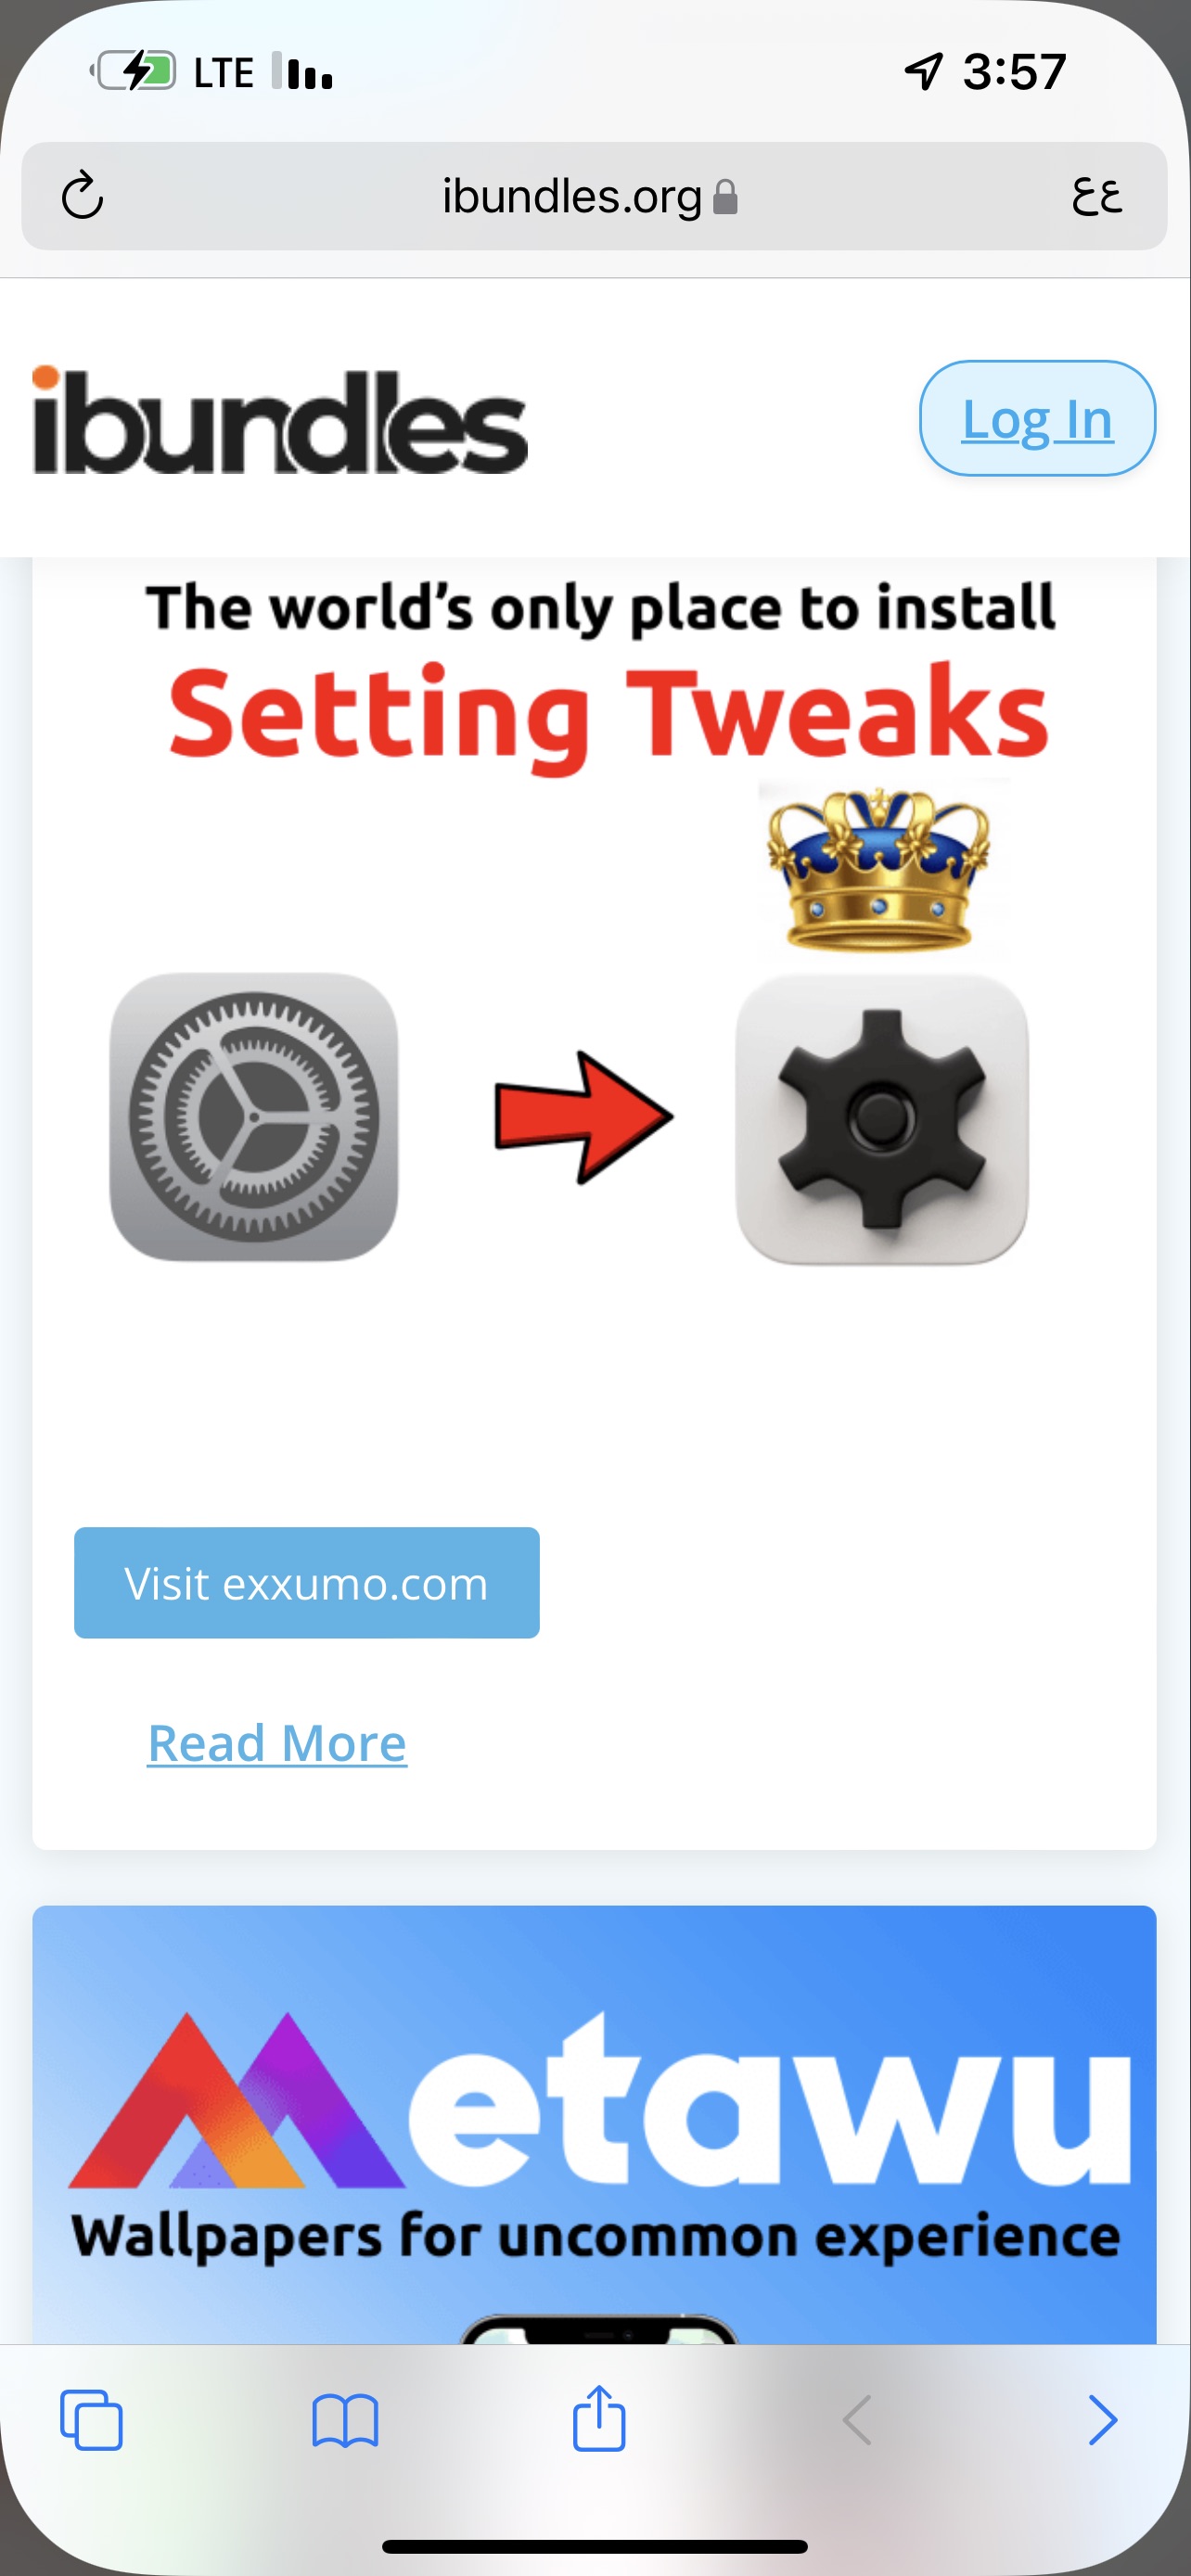 LTE
3:57
ibundles.org
عع
ibundles
Log In
The world’s only place to install
Setting Tweaks
Visit exxumo.com
Read More
Metawu
Wallpapers for uncommon experience